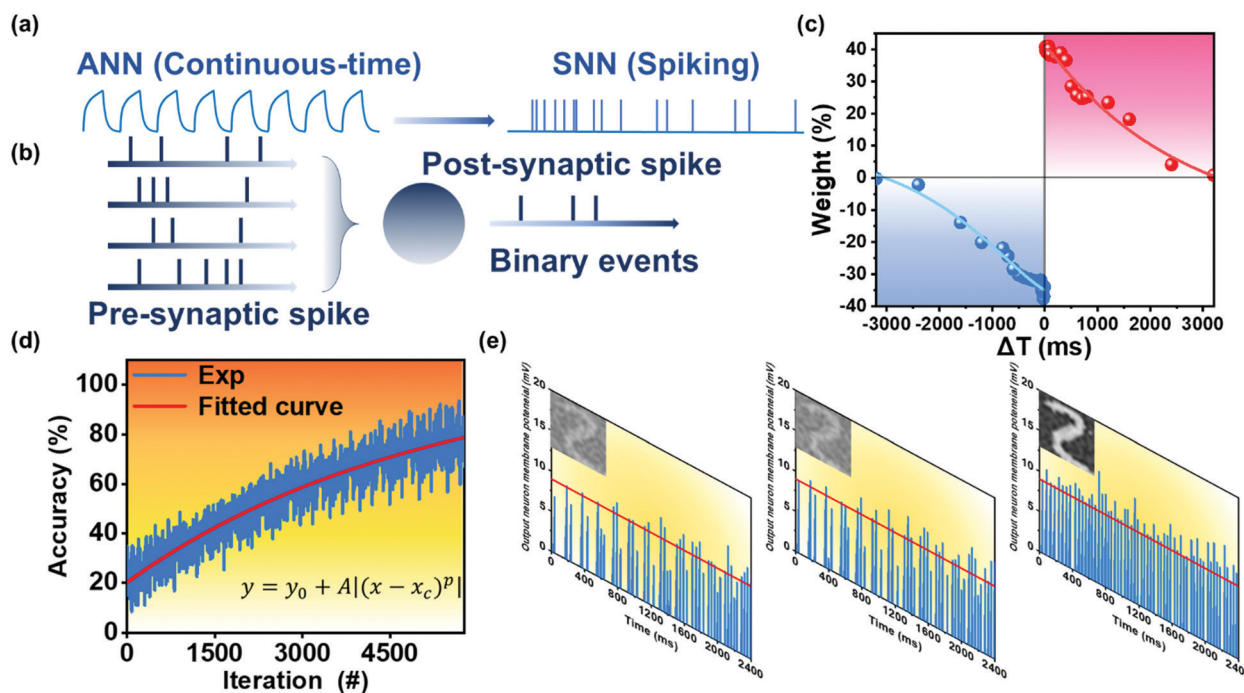 (a)
ANN (Continuous-time)
SNN (Spiking)
(b)
Post-synaptic spike
Binary events
Pre-synaptic spike
(c)
Weight (%)
40
30
20
10
0
-10
-20
-30
-40
-3000 -2000 -1000 0 1000 2000 3000
ΔT (ms)
(d)
Accuracy (%)
100
80
60
40
20
0
Exp
Fitted curve
y = y₀ + A|(x − x_c)^p|
0 1500 3000 4500
Iteration (#)
(e)
Output neuron membrane poteneial (mV)
20
15
10
5
0
0 400 800 1200 1600 2000 2400
Time (ms)
Output neuron membrane poteneial (mV)
20
15
10
5
0
0 400 800 1200 1600 2000 2400
Time (ms)
Output neuron membrane poteneial (mV)
20
15
10
5
0
0 400 800 1200 1600 2000 2400
Time (ms)